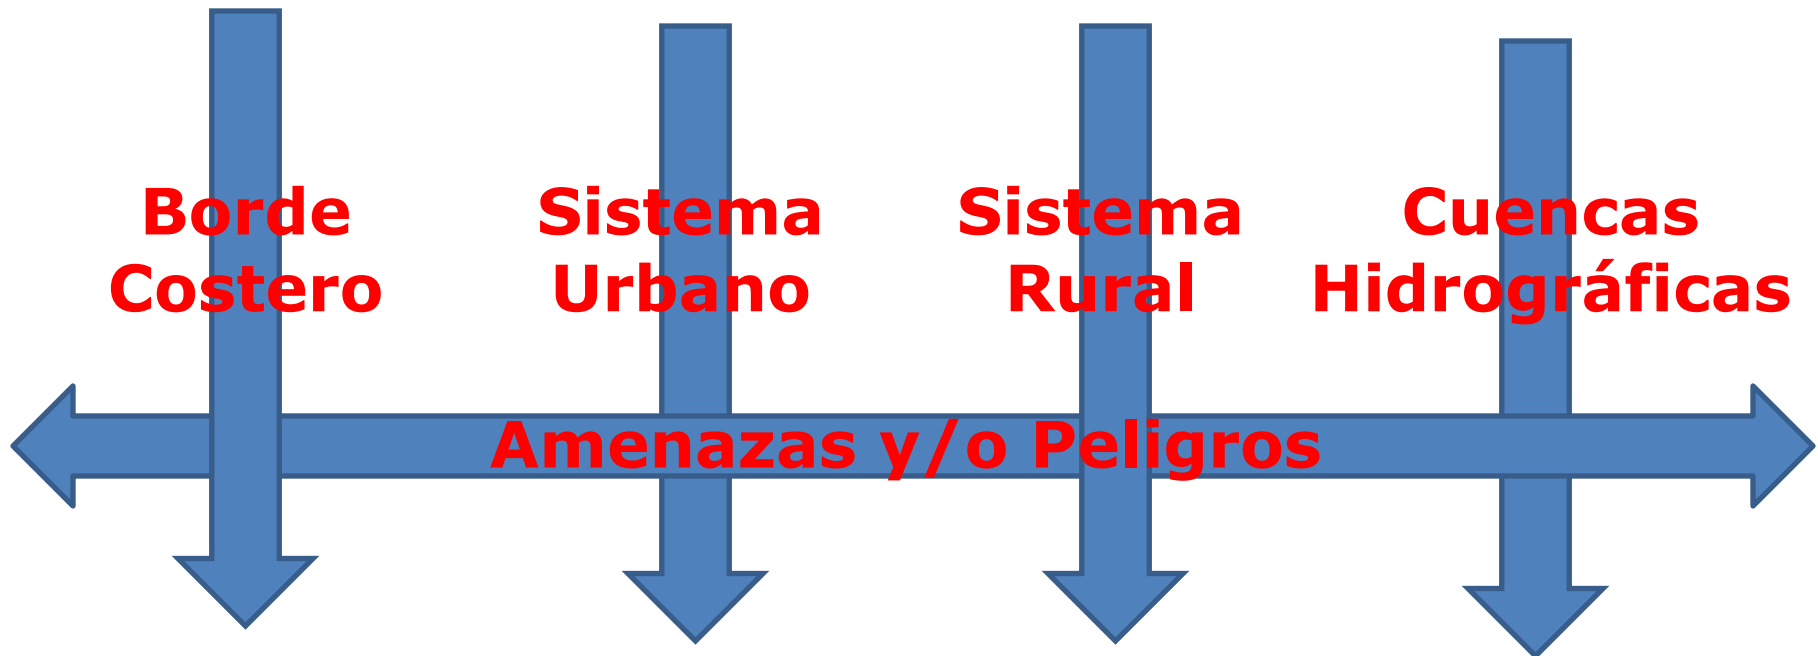 Borde
Costero
Sistema
Urbano
Sistema
Rural
Cuencas
Hidrográficas
Amenazas y/o Peligros